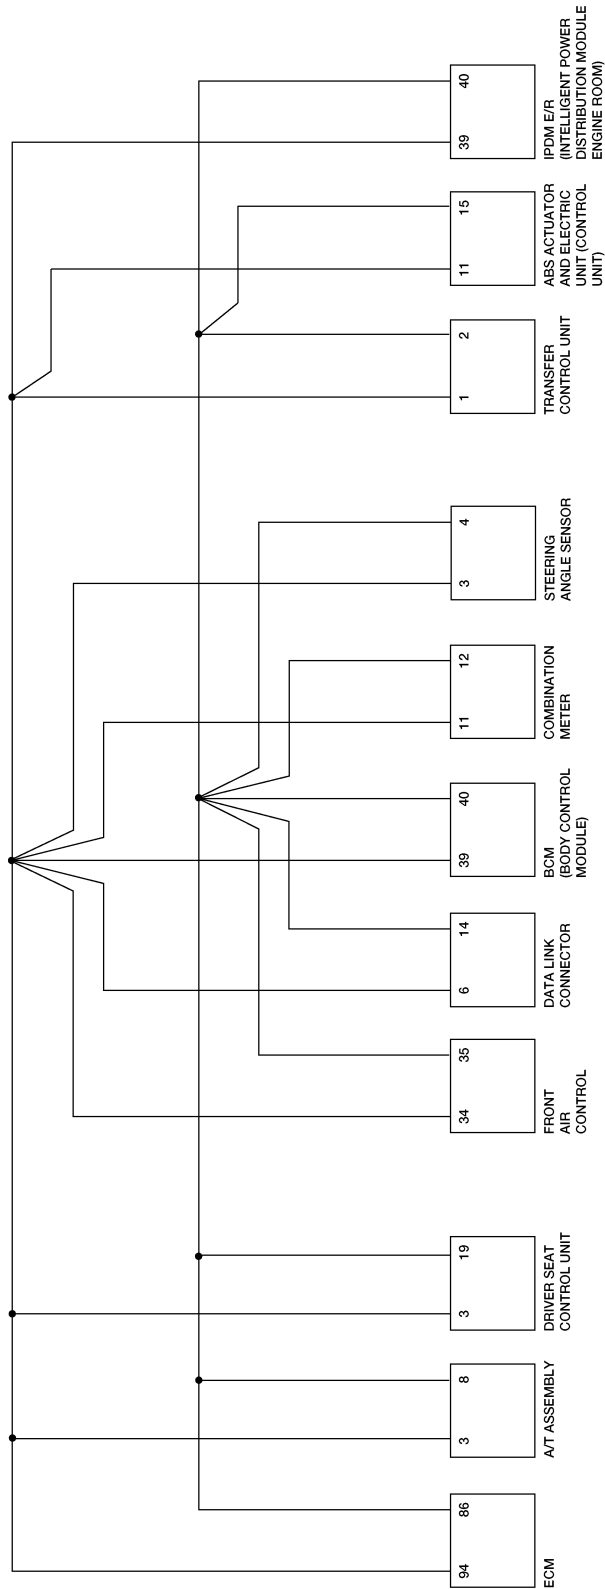 94
86
ECM
3
8
A/T ASSEMBLY
3
19
DRIVER SEAT
CONTROL UNIT
34
35
FRONT
AIR
CONTROL
6
14
DATA LINK
CONNECTOR
39
40
BCM
(BODY CONTROL
MODULE)
11
12
COMBINATION
METER
3
4
STEERING
ANGLE SENSOR
1
2
TRANSFER
CONTROL UNIT
11
15
ABS ACTUATOR
AND ELECTRIC
UNIT (CONTROL
UNIT)
39
40
IPDM E/R
(INTELLIGENT POWER
DISTRIBUTION MODULE
ENGINE ROOM)